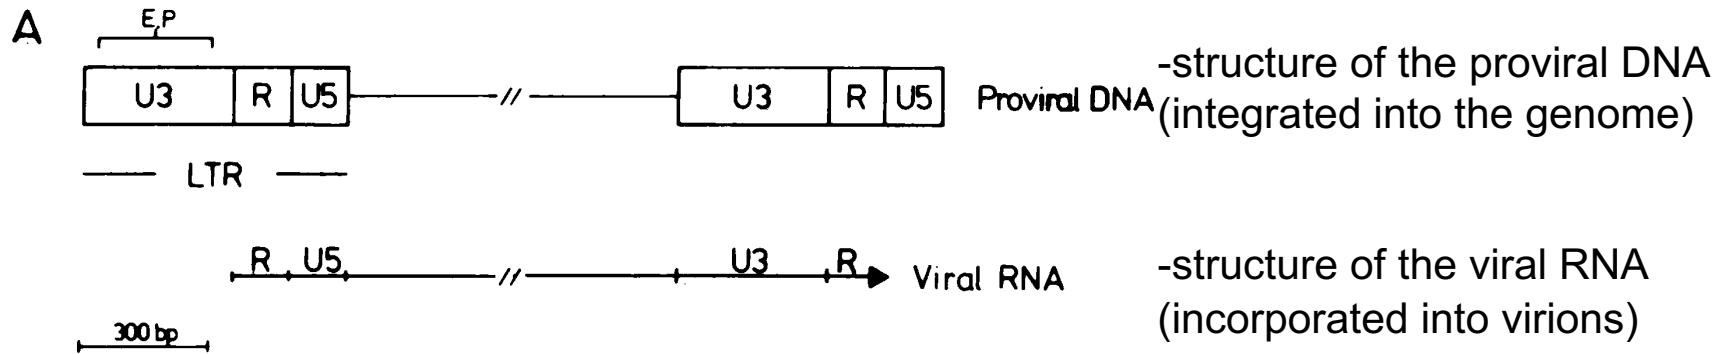 A
E,P
U3 R U5 // U3 R U5 Proviral DNA
-structure of the proviral DNA
(integrated into the genome)
LTR
R U5 // U3 R Viral RNA
-structure of the viral RNA
(incorporated into virions)
300 bp